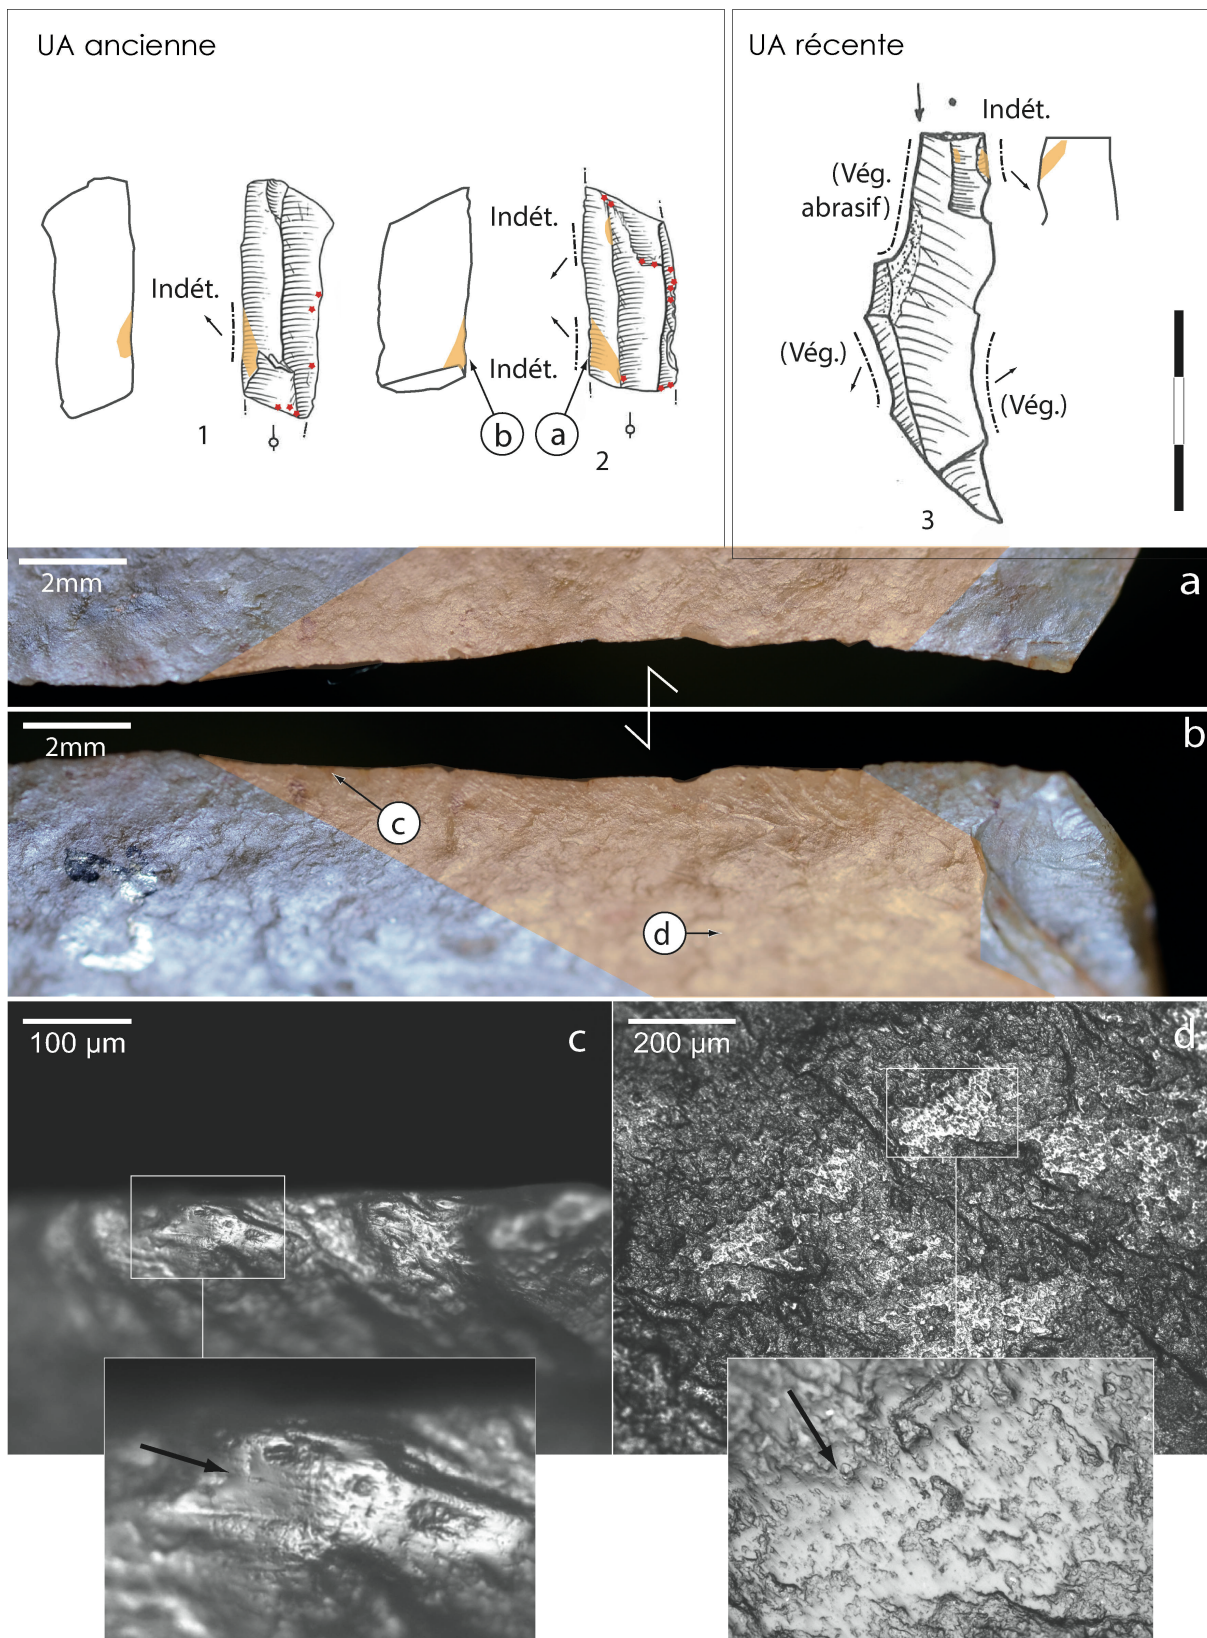 UA ancienne
UA récente
Indét.
(Vég.
abrasif)
Indét.
Indét.
Indét.
(Vég.)
(Vég.)
b
a
1
2
3
2mm
a
2mm
b
c
d
100 µm
c
200 µm
d